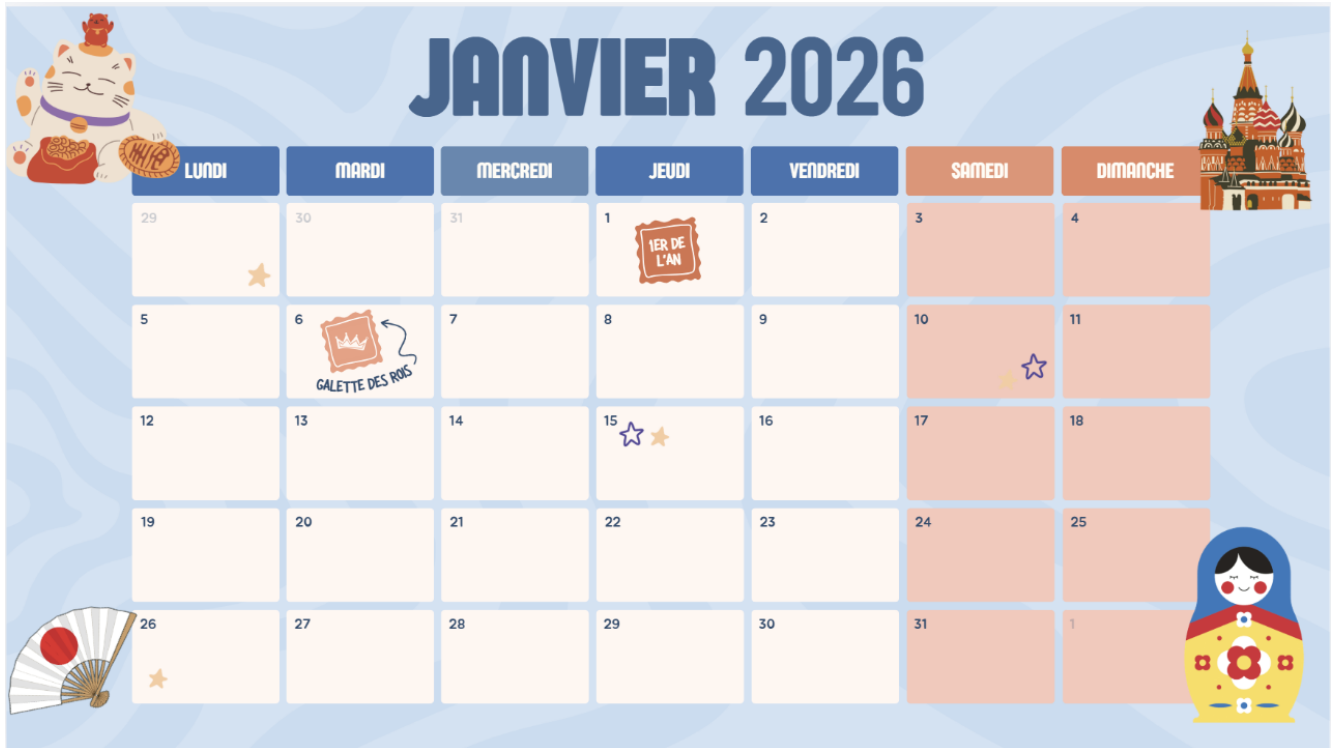 JANVIER 2026
LUNDI MARDI MERCREDI JEUDI VENDREDI SAMEDI DIMANCHE
29 30 31 1 2 3 4
1ER DE
L'AN
5 6 7 8 9 10 11
GALETTE DES ROIS
12 13 14 15 16 17 18
19 20 21 22 23 24 25
26 27 28 29 30 31 1